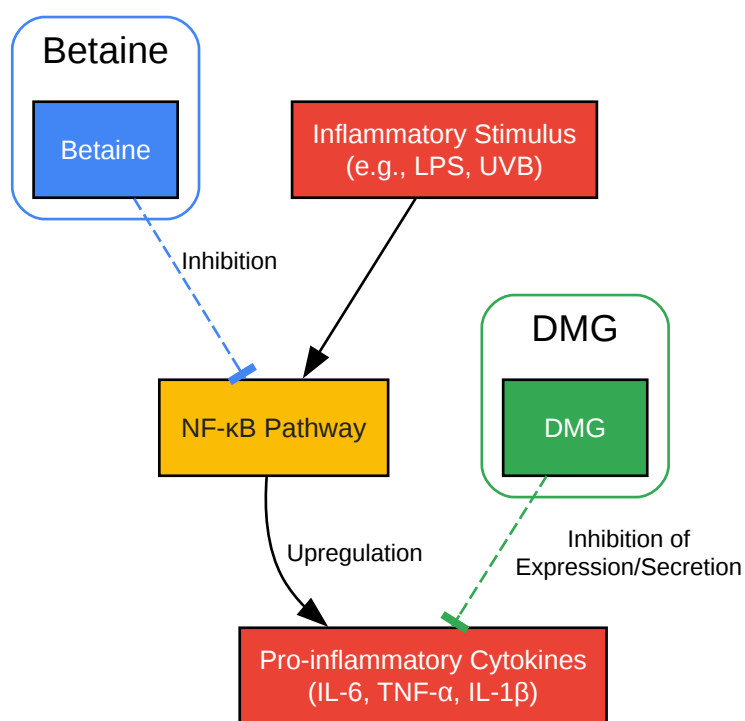 Betaine
Betaine
Inflammatory Stimulus
(e.g., LPS, UVB)
Inhibition
DMG
DMG
NF-κB Pathway
Upregulation
Inhibition of
Expression/Secretion
Pro-inflammatory Cytokines
(IL-6, TNF-α, IL-1β)